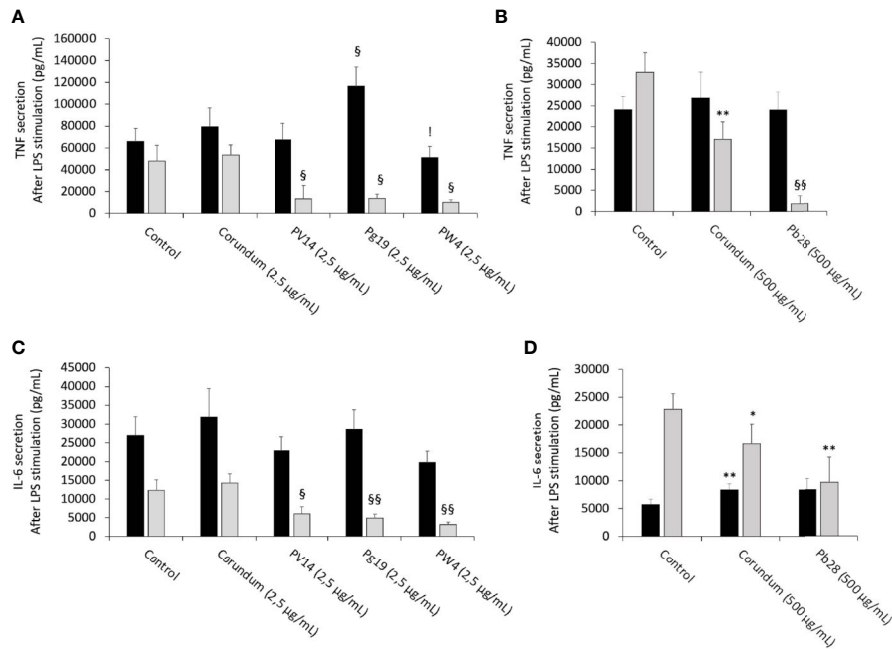 A
TNF secretion
After LPS stimulation (pg/mL)
160000
140000
120000
100000
80000
60000
40000
20000
0
§
§
§
!
§
Control
Corundum (2,5 µg/mL)
PV14 (2,5 µg/mL)
Pg19 (2,5 µg/mL)
PW4 (2,5 µg/mL)
B
TNF secretion
After LPS stimulation (pg/mL)
40000
35000
30000
25000
20000
15000
10000
5000
0
**
§§
Control
Corundum (500 µg/mL)
Pb28 (500 µg/mL)
C
IL-6 secretion
After LPS stimulation (pg/mL)
45000
40000
35000
30000
25000
20000
15000
10000
5000
0
§
§§
§§
Control
Corundum (2,5 µg/mL)
PV14 (2,5 µg/mL)
Pg19 (2,5 µg/mL)
PW4 (2,5 µg/mL)
D
IL-6 secretion
After LPS stimulation (pg/mL)
30000
25000
20000
15000
10000
5000
0
**
*
**
Control
Corundum (500 µg/mL)
Pb28 (500 µg/mL)